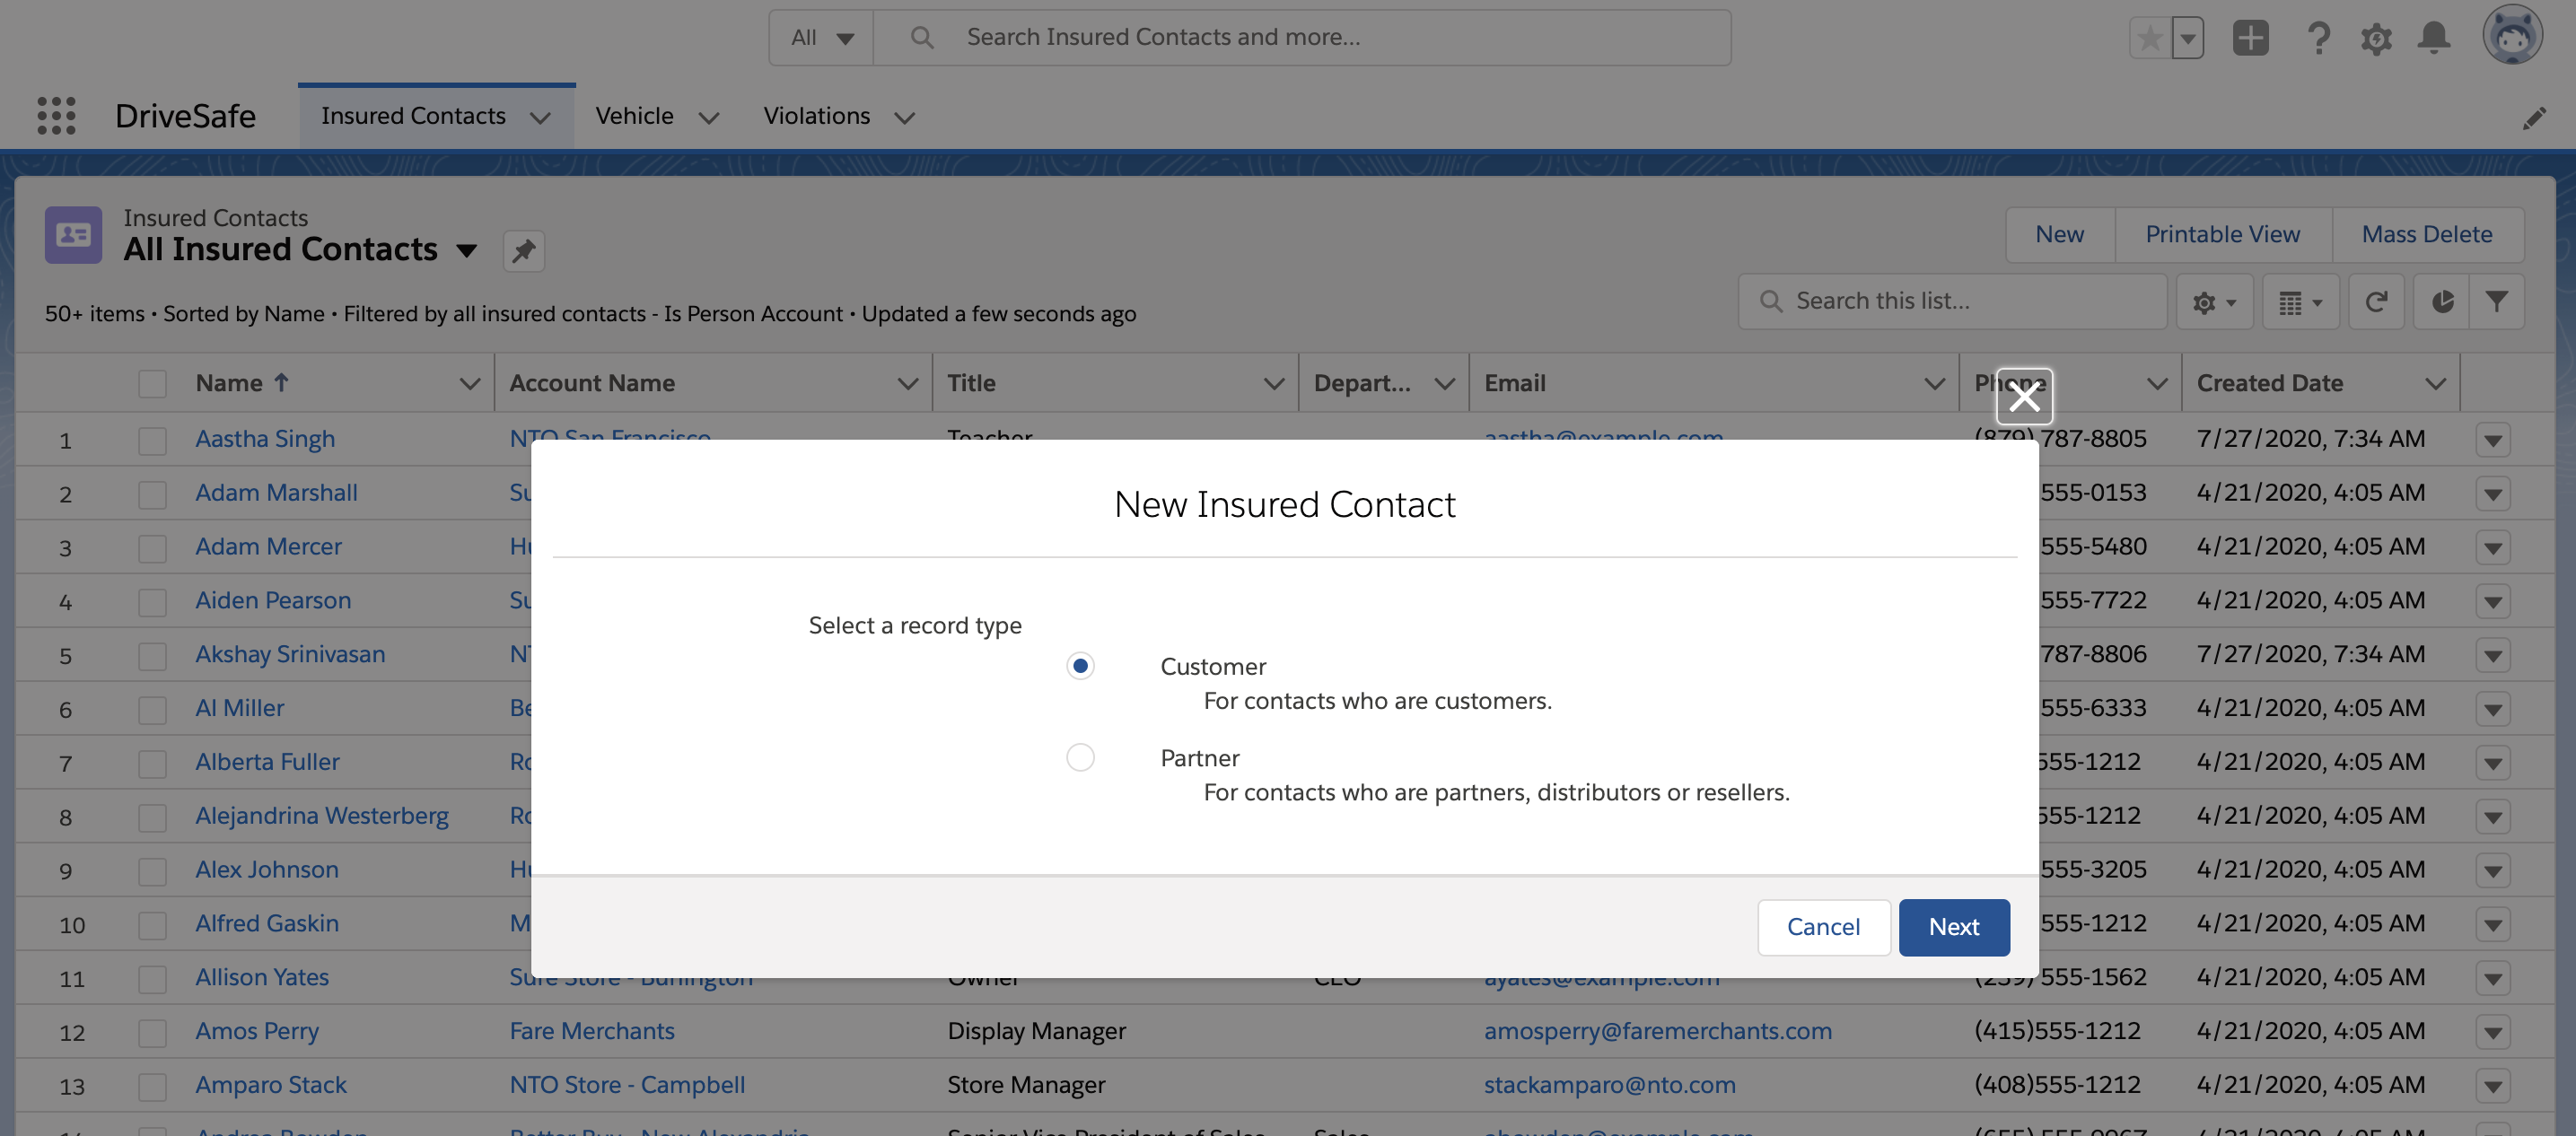 All Search Insured Contacts and more...
DriveSafe Insured Contacts Vehicle Violations
Insured Contacts
All Insured Contacts
New Printable View Mass Delete
50+ items • Sorted by Name • Filtered by all insured contacts - Is Person Account • Updated a few seconds ago
Search this list...
Name Account Name Title Depart... Email Phone Created Date
1 Aastha Singh NTO San Francisco Teacher aastha@example.com (879) 787-8805 7/27/2020, 7:34 AM
2 Adam Marshall 555-0153 4/21/2020, 4:05 AM
3 Adam Mercer 555-5480 4/21/2020, 4:05 AM
4 Aiden Pearson 555-7722 4/21/2020, 4:05 AM
5 Akshay Srinivasan 787-8806 7/27/2020, 7:34 AM
6 Al Miller 555-6333 4/21/2020, 4:05 AM
7 Alberta Fuller 555-1212 4/21/2020, 4:05 AM
8 Alejandrina Westerberg 555-1212 4/21/2020, 4:05 AM
9 Alex Johnson 555-3205 4/21/2020, 4:05 AM
10 Alfred Gaskin 555-1212 4/21/2020, 4:05 AM
11 Allison Yates Sure Store - Burlington Owner CEO ayates@example.com (239) 555-1562 4/21/2020, 4:05 AM
12 Amos Perry Fare Merchants Display Manager amosperry@faremerchants.com (415)555-1212 4/21/2020, 4:05 AM
13 Amparo Stack NTO Store - Campbell Store Manager stackamparo@nto.com (408)555-1212 4/21/2020, 4:05 AM
New Insured Contact
Select a record type
Customer
For contacts who are customers.
Partner
For contacts who are partners, distributors or resellers.
Cancel Next